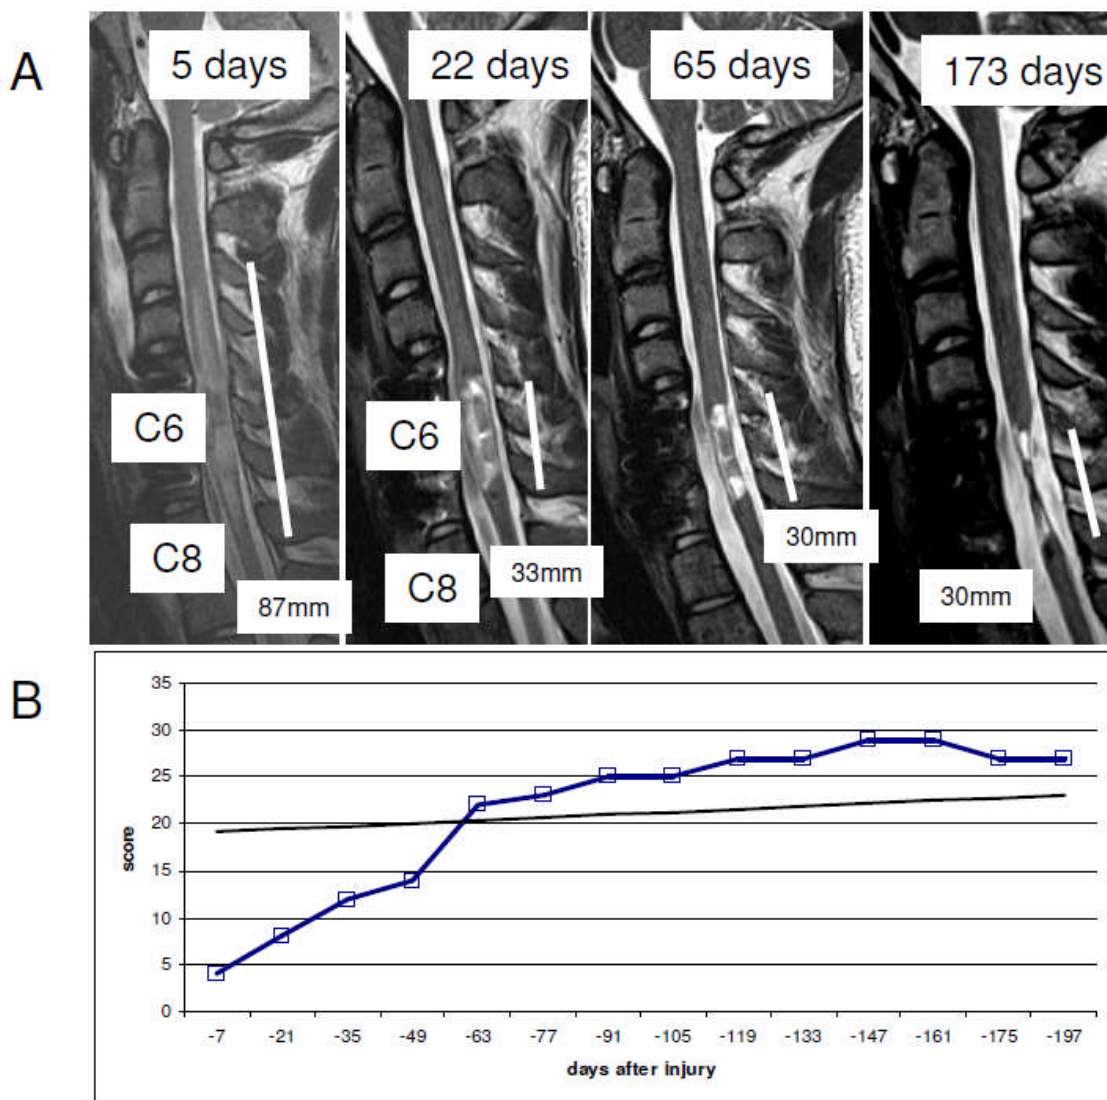 A
5 days
22 days
65 days
173 days
C6
C8
87mm
C6
C8
33mm
30mm
30mm
B
35
30
25
20
15
10
5
0
score
-7 -21 -35 -49 -63 -77 -91 -105 -119 -133 -147 -161 -175 -197
days after injury